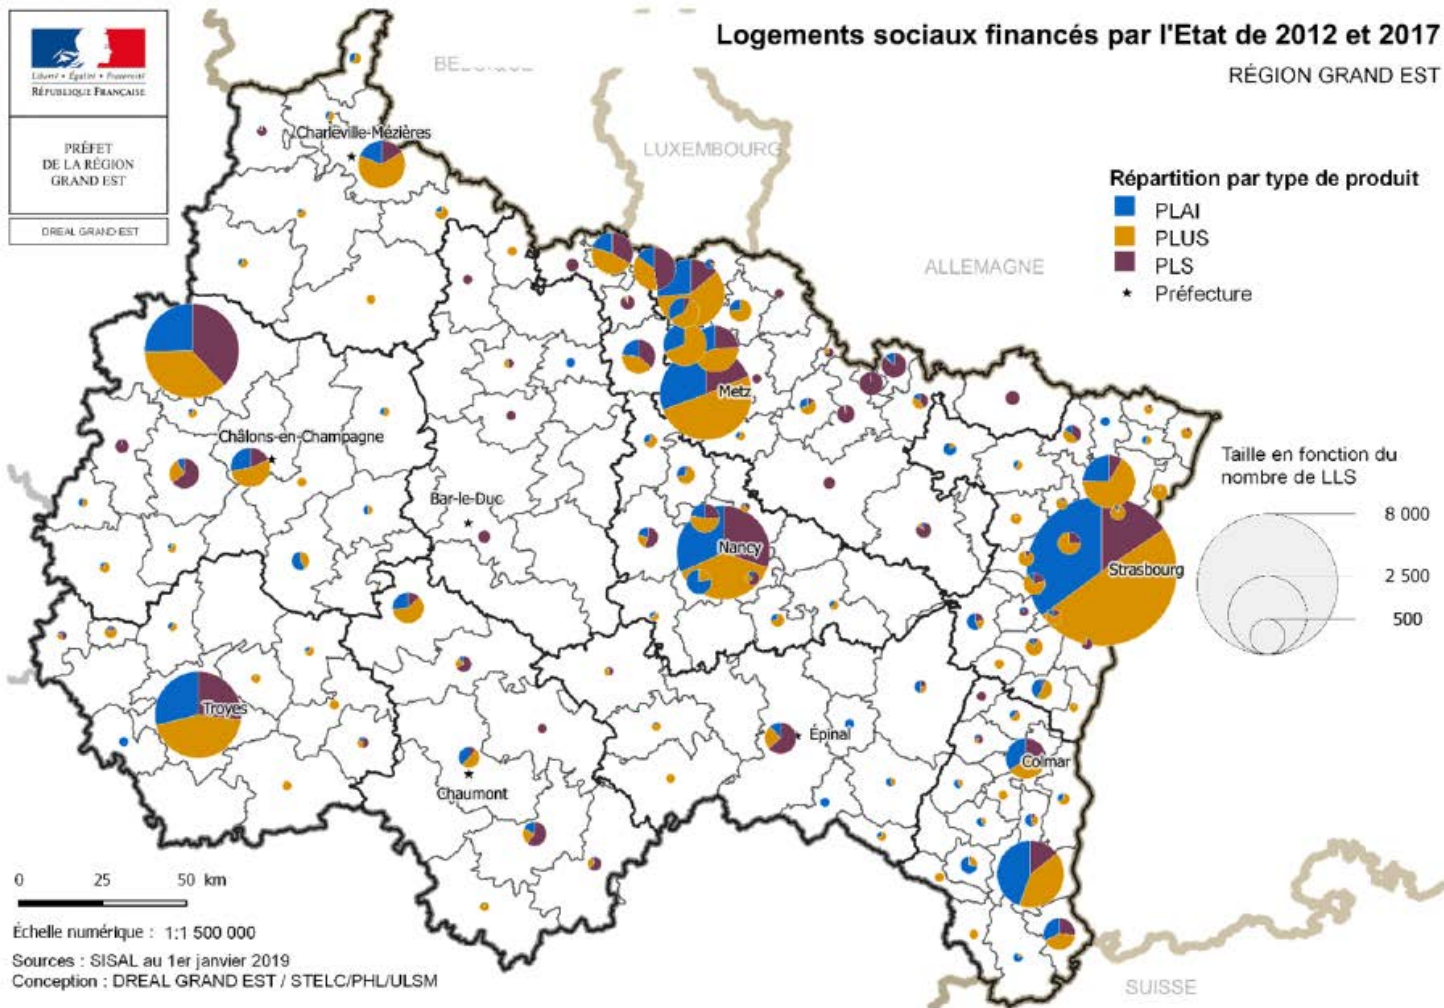 Liberté • Égalité • Fraternité
RÉPUBLIQUE FRANÇAISE
PRÉFET
DE LA RÉGION
GRAND EST
DREAL GRAND EST
Logements sociaux financés par l'Etat de 2012 et 2017
RÉGION GRAND EST
BELGIQUE
LUXEMBOURG
ALLEMAGNE
SUISSE
Répartition par type de produit
PLAI
PLUS
PLS
Préfecture
Charleville-Mézières
Châlons-en-Champagne
Bar-le-Duc
Metz
Nancy
Strasbourg
Troyes
Chaumont
Épinal
Colmar
Taille en fonction du
nombre de LLS
8 000
2 500
500
0 25 50 km
Échelle numérique : 1:1 500 000
Sources : SISAL au 1er janvier 2019
Conception : DREAL GRAND EST / STELC/PHL/ULSM